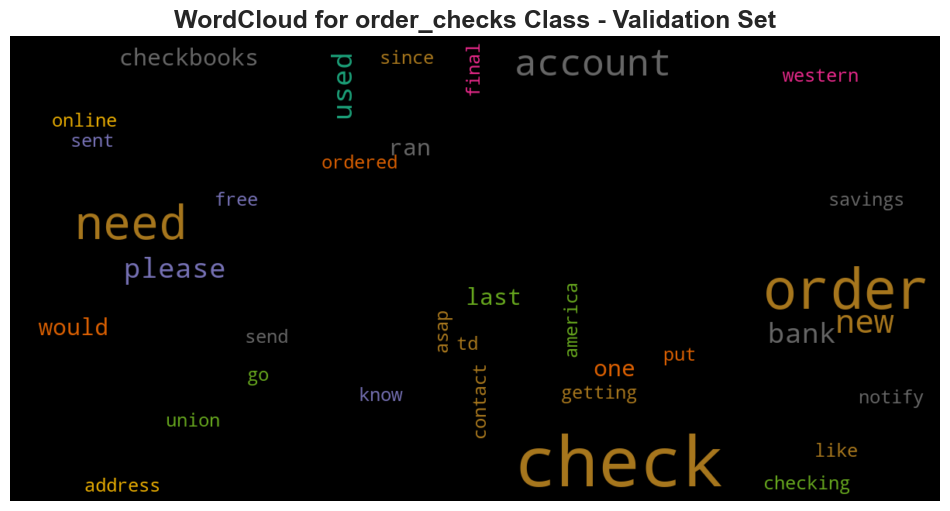 WordCloud for order_checks Class - Validation Set
checkbooks
used
since
final
account
western
online
sent
ordered
ran
free
savings
need
please
last
america
order
new
would
send
asap
td
bank
one
put
go
know
contact
getting
notify
union
check
like
address
checking